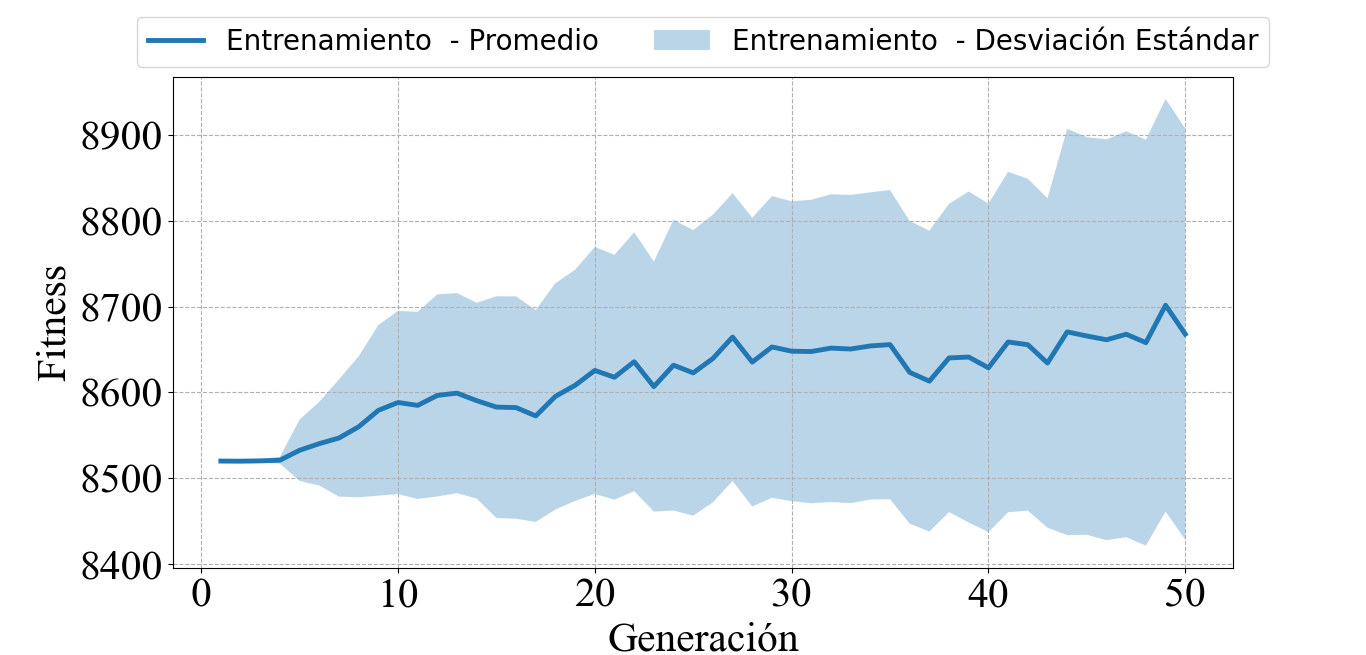 Entrenamiento  - Promedio
Entrenamiento  - Desviación Estándar
Fitness
8900
8800
8700
8600
8500
8400
0 10 20 30 40 50
Generación